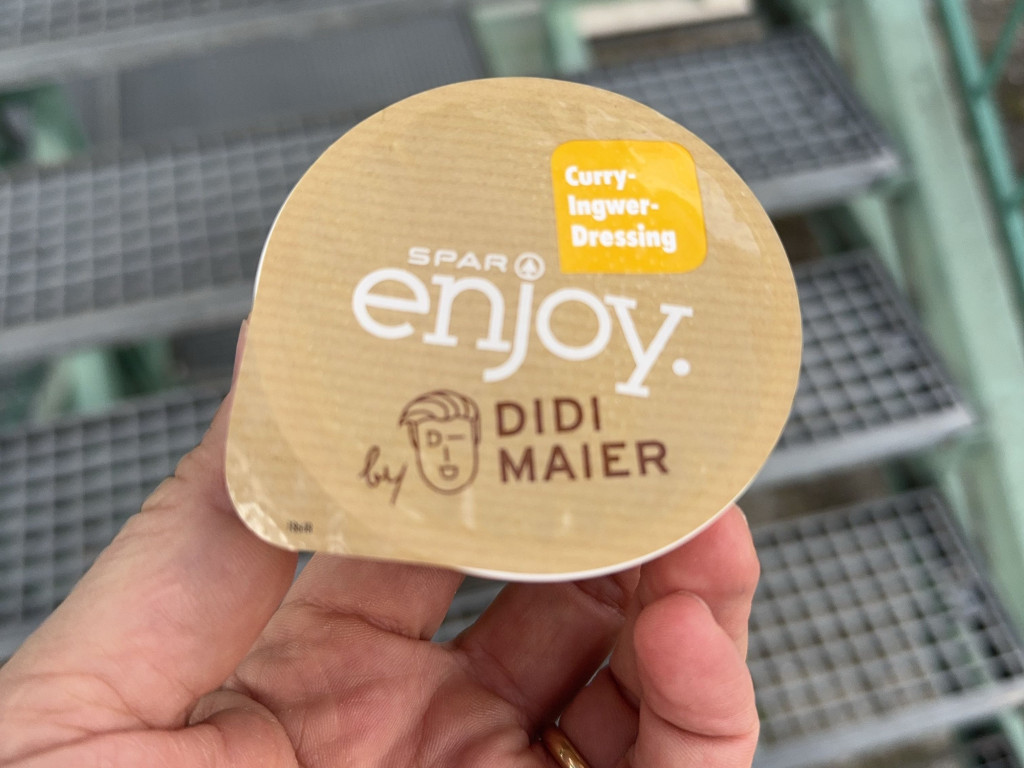 Curry-
Ingwer-
Dressing
SPAR
enjoy.
by DIDI
MAIER